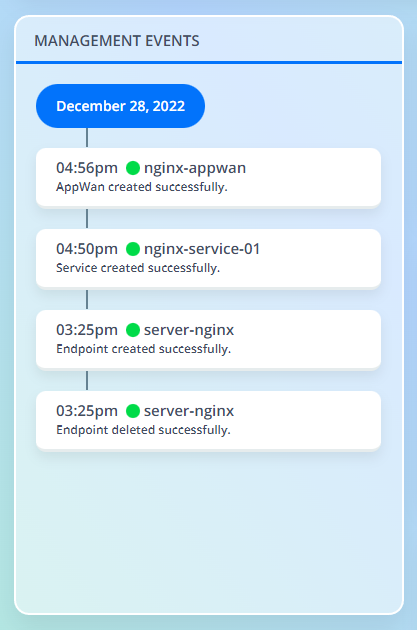 MANAGEMENT EVENTS
December 28, 2022
04:56pm nginx-appwan
AppWan created successfully.
04:50pm nginx-service-01
Service created successfully.
03:25pm server-nginx
Endpoint created successfully.
03:25pm server-nginx
Endpoint deleted successfully.